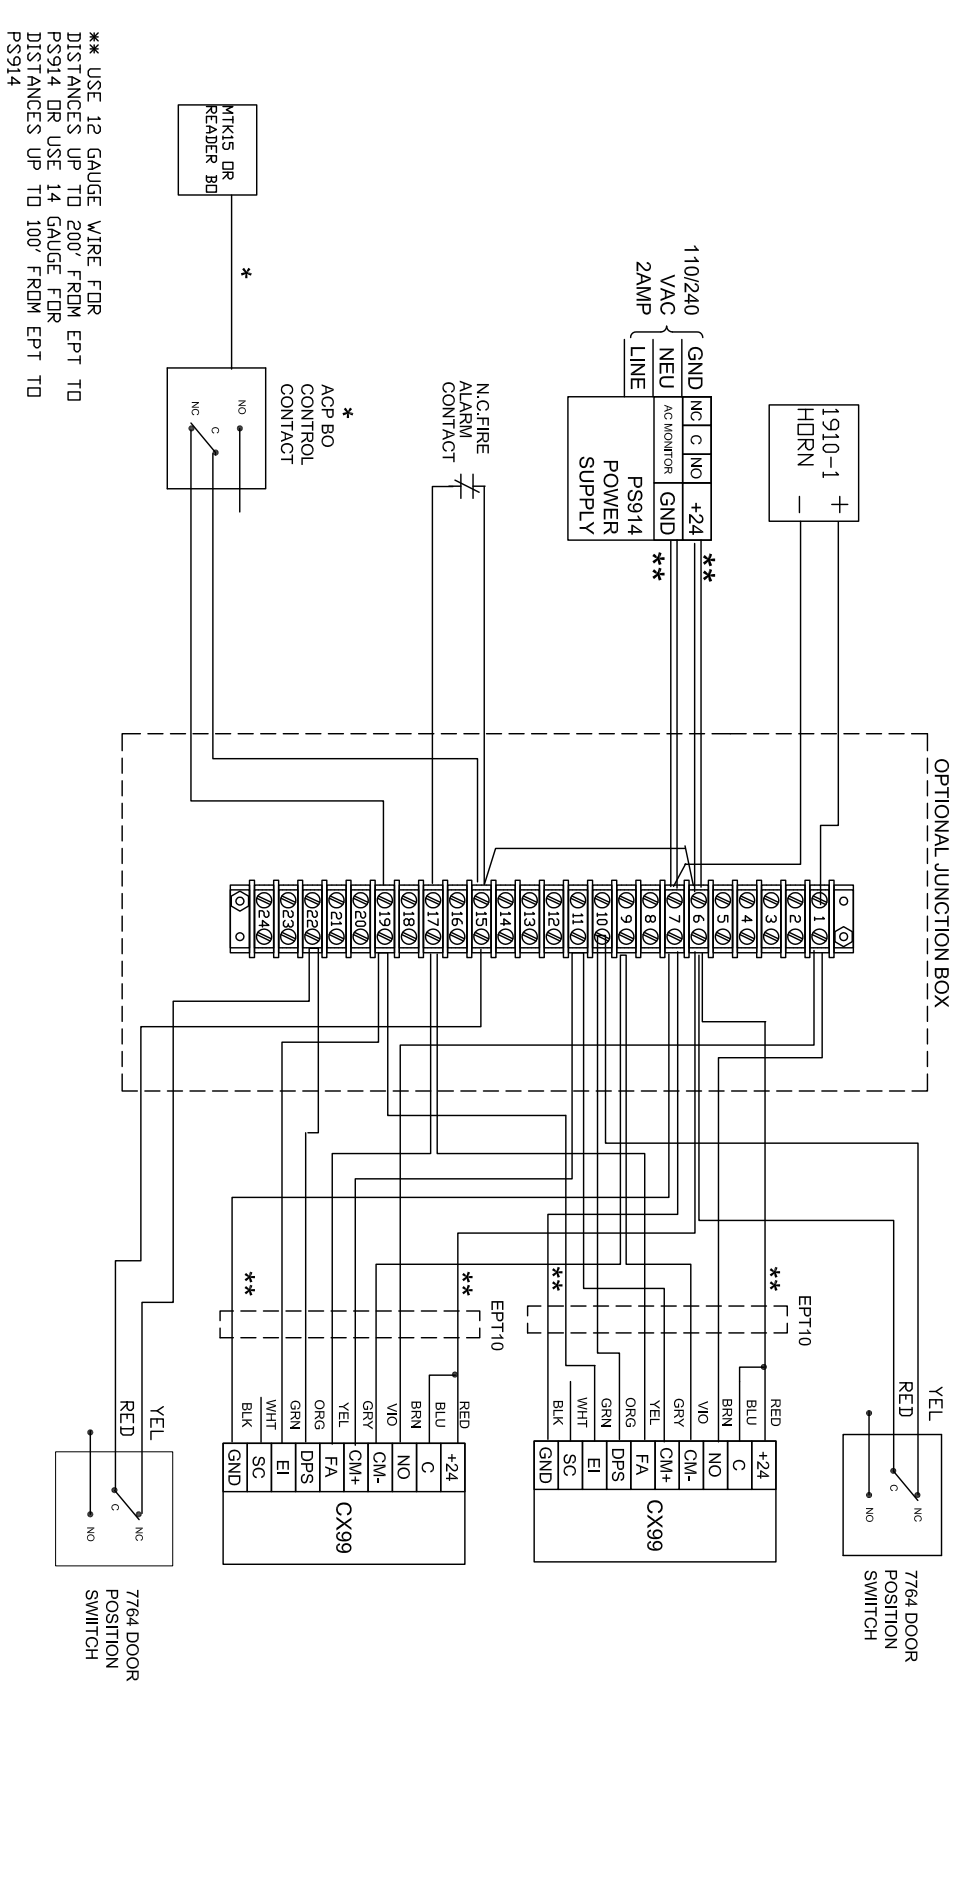 OPTIONAL JUNCTION BOX
1910-1
HORN
+
-
110/240
VAC
2AMP
GND
NEU
LINE
NC
C
NO
+24
AC MONITOR
GND
PS914
POWER
SUPPLY
**
**
N.C.FIRE
ALARM
CONTACT
*
ACP BO
CONTROL
CONTACT
NO
C
NC
*
MTK15 OR
READER BO
** USE 12 GAUGE WIRE FOR
DISTANCES UP TO 200' FROM EPT TO
PS914 OR USE 14 GAUGE FOR
DISTANCES UP TO 100' FROM EPT TO
PS914
1
2
3
4
5
6
7
8
9
10
11
12
13
14
15
16
17
18
19
20
21
22
23
24
YEL
RED
NC
C
NO
7764 DOOR
POSITION
SWIITCH
EPT10
**
**
RED
BLU
BRN
VIO
GRY
YEL
ORG
GRN
WHT
BLK
+24
C
NO
CM-
CM+
FA
DPS
EI
SC
GND
CX99
EPT10
**
**
RED
BLU
BRN
VIO
GRY
YEL
ORG
GRN
WHT
BLK
+24
C
NO
CM-
CM+
FA
DPS
EI
SC
GND
CX99
YEL
RED
NC
C
NO
7764 DOOR
POSITION
SWIITCH